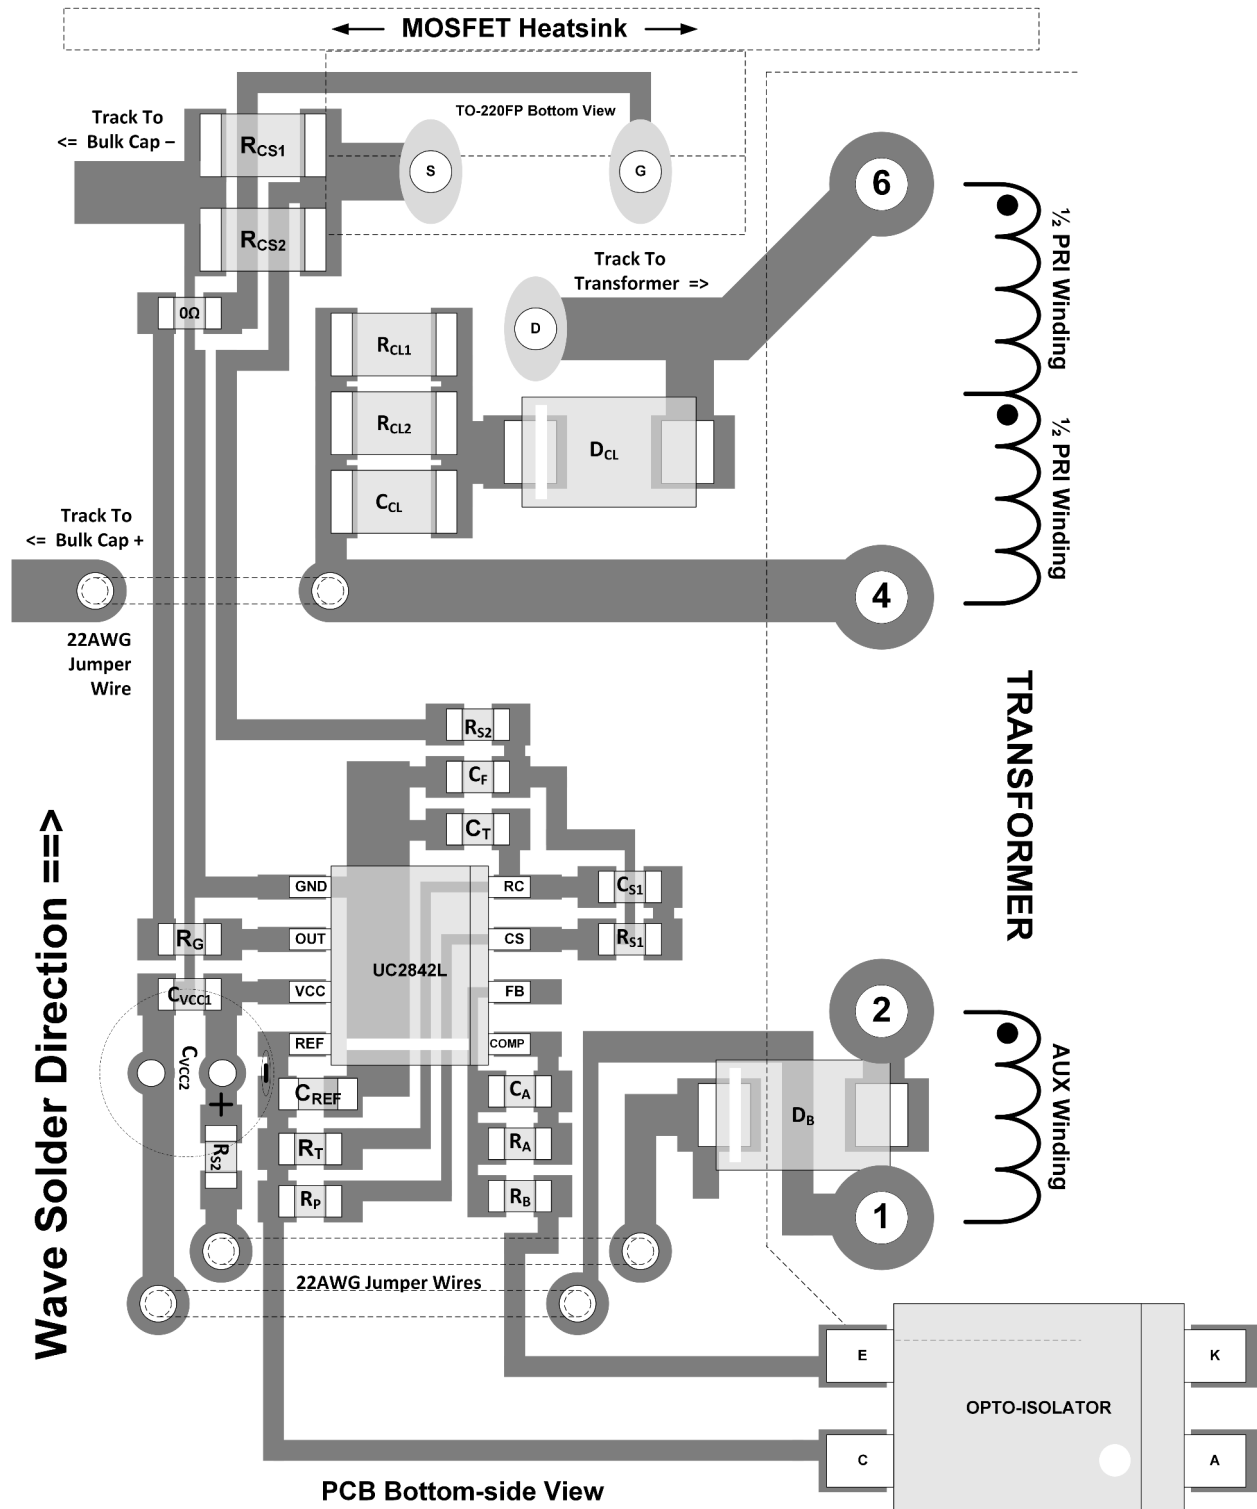 MOSFET Heatsink
TO-220FP Bottom View
Track To
<= Bulk Cap –
RCS1
S
G
6
RCS2
½ PRI Winding
Track To
Transformer =>
0Ω
D
RCL1
RCL2
DCL
½ PRI Winding
CCL
Track To
<= Bulk Cap +
4
22AWG
Jumper
Wire
TRANSFORMER
RS2
CF
CT
GND
RC
CS1
RG
OUT
CS
RS1
UC2842L
CVCC1
VCC
FB
2
REF
COMP
CVCC2
–
+
CREF
CA
DB
AUX Winding
RS2
RT
RA
RP
RB
1
22AWG Jumper Wires
Wave Solder Direction ==>
E
K
OPTO-ISOLATOR
C
A
PCB Bottom-side View